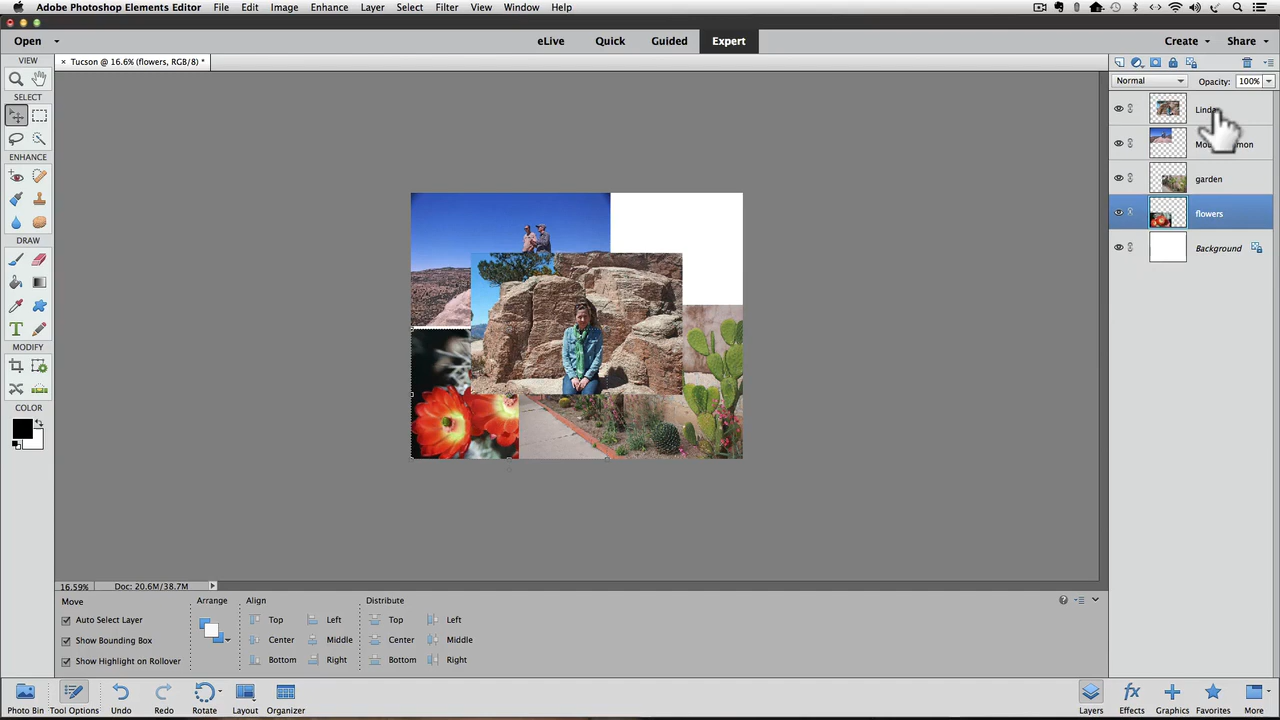 Adobe Photoshop Elements Editor File Edit Image Enhance Layer Select Filter View Window Help
Open eLive Quick Guided Expert Create Share
VIEW
× Tucson @ 16.6% (flowers, RGB/8) *
Normal Opacity: 100%
SELECT
ENHANCE
DRAW
MODIFY
COLOR
garden
flowers
Background
16.59% Doc: 20.6M/38.7M
Move Arrange Align Distribute
Auto Select Layer Top Left Top Left
Show Bounding Box Center Middle Center Middle
Show Highlight on Rollover Bottom Right Bottom Right
Photo Bin Tool Options Undo Redo Rotate Layout Organizer Layers Effects Graphics Favorites More